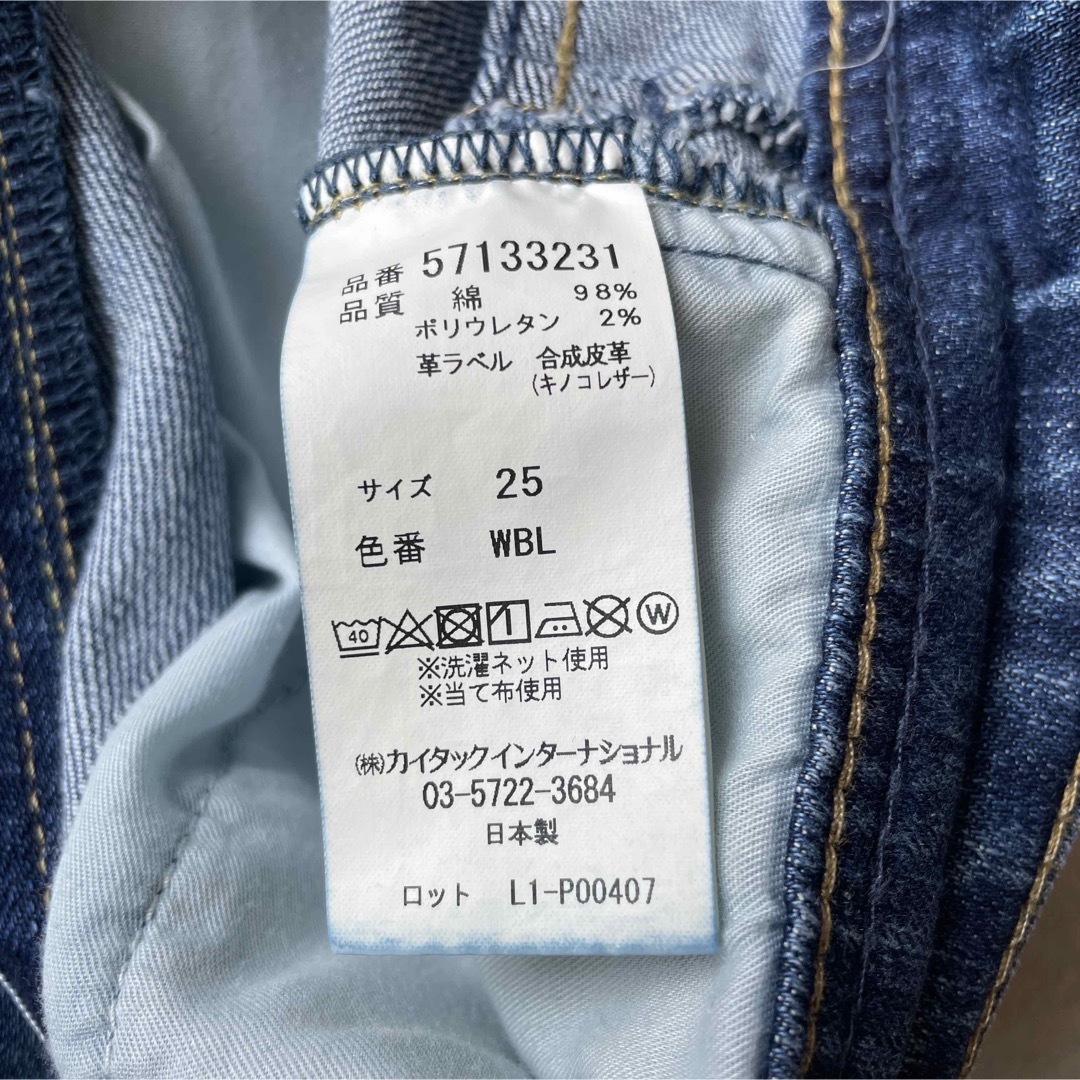 品番 57133231
品質 綿 98%
ポリウレタン 2%
革ラベル 合成皮革
(キノコレザー)
サイズ 25
色番 WBL
40 W
※洗濯ネット使用
※当て布使用
(株)カイタックインターナショナル
03-5722-3684
日本製
ロット L1-P00407